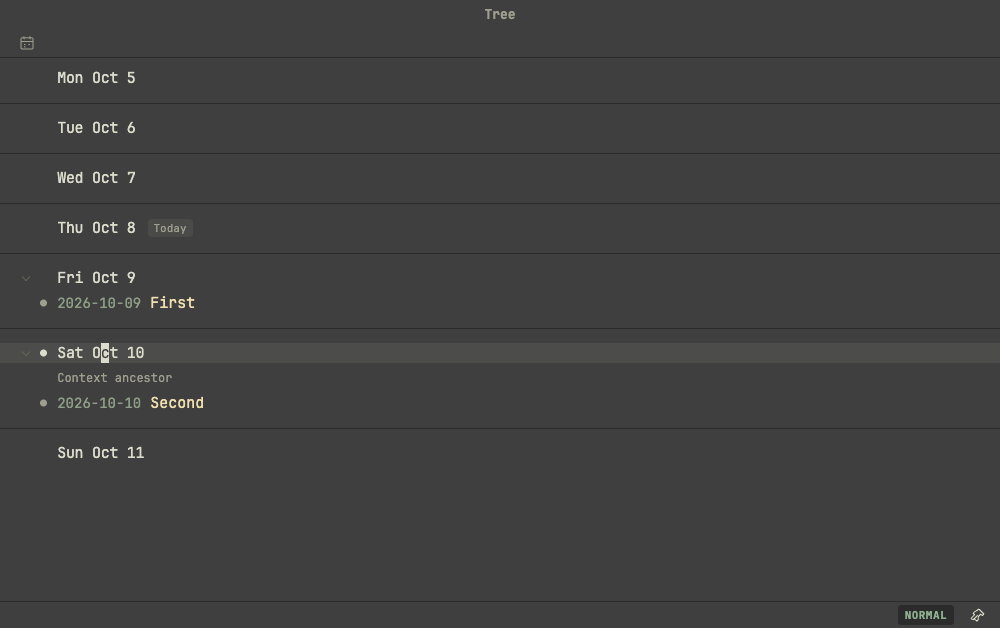 Tree
Mon Oct 5
Tue Oct 6
Wed Oct 7
Thu Oct 8 Today
Fri Oct 9
2026-10-09 First
Sat Oct 10
Context ancestor
2026-10-10 Second
Sun Oct 11
NORMAL